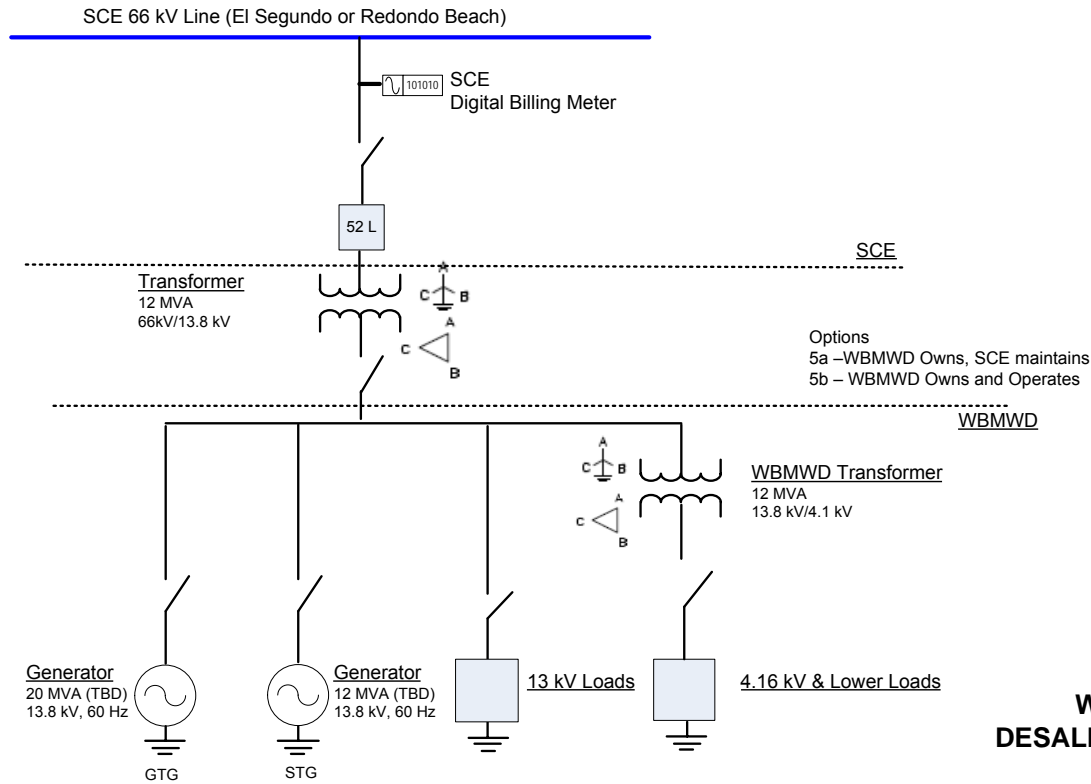 SCE 66 kV Line (El Segundo or Redondo Beach)
101010
SCE
Digital Billing Meter
52 L
SCE
Transformer
12 MVA
66kV/13.8 kV
A
C B
A
C
B
Options
5a –WBMWD Owns, SCE maintains
5b – WBMWD Owns and Operates
WBMWD
A
C B
A
C
B
WBMWD Transformer
12 MVA
13.8 kV/4.1 kV
Generator
20 MVA (TBD)
13.8 kV, 60 Hz
GTG
Generator
12 MVA (TBD)
13.8 kV, 60 Hz
STG
13 kV Loads
4.16 kV & Lower Loads
W